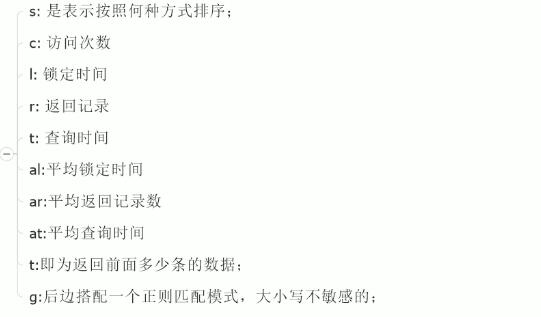 s: 是表示按照何种方式排序；
c: 访问次数
l: 锁定时间
r: 返回记录
t: 查询时间
al:平均锁定时间
ar:平均返回记录数
at:平均查询时间
t:即为返回前面多少条的数据；
g:后边搭配一个正则匹配模式，大小写不敏感的；